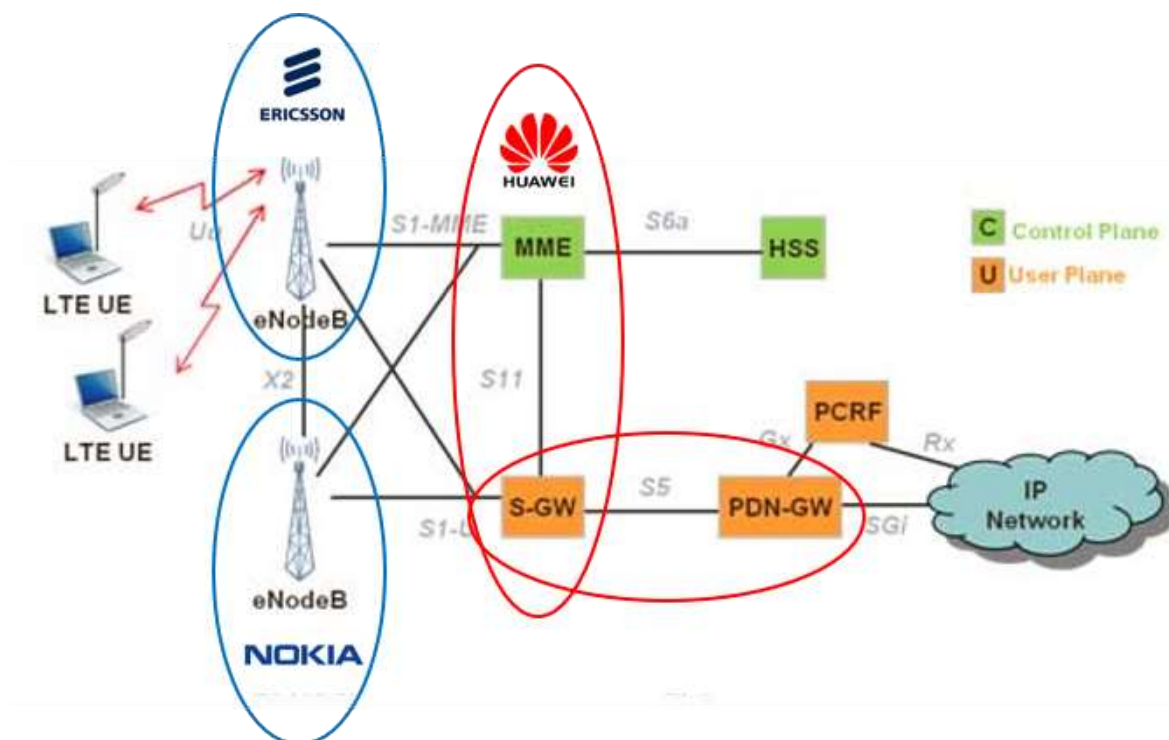 ERICSSON
HUAWEI
Uu
LTE UE
eNodeB
S1-MME
MME
S6a
HSS
C Control Plane
U User Plane
X2
S11
LTE UE
PCRF
Gx
Rx
S-GW
S5
PDN-GW
SGi
IP
Network
S1-U
eNodeB
NOKIA